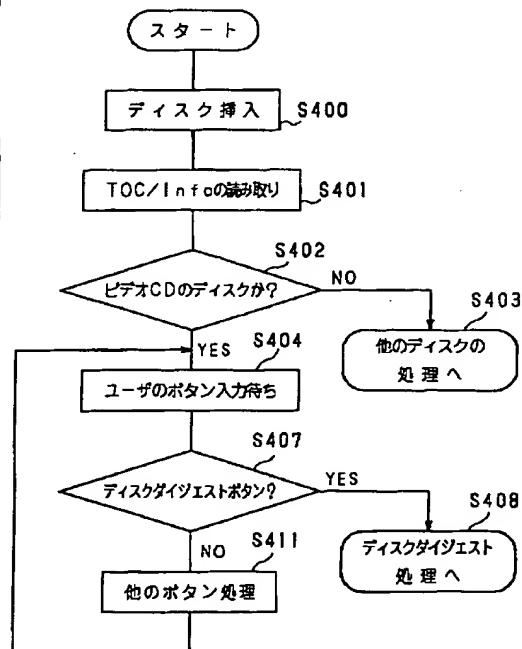 スタート
ディスク挿入
S400
TOC/Infoの読み取り
S401
S402
ビデオCDのディスクか?
NO
S403
他のディスクの
処理へ
YES
S404
ユーザのボタン入力待ち
S407
ディスクダイジェストボタン?
YES
S408
ディスクダイジェスト
処理へ
NO
S411
他のボタン処理